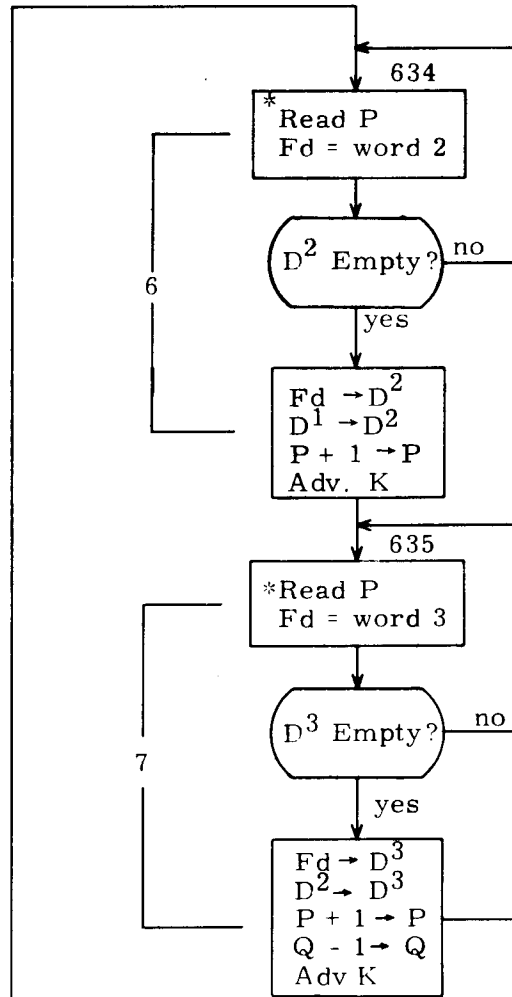 634
*Read P
Fd = word 2
D² Empty?
no
6
yes
Fd → D²
D¹ → D²
P + 1 → P
Adv. K
635
*Read P
Fd = word 3
D³ Empty?
no
7
yes
Fd → D³
D² → D³
P + 1 → P
Q - 1 → Q
Adv K